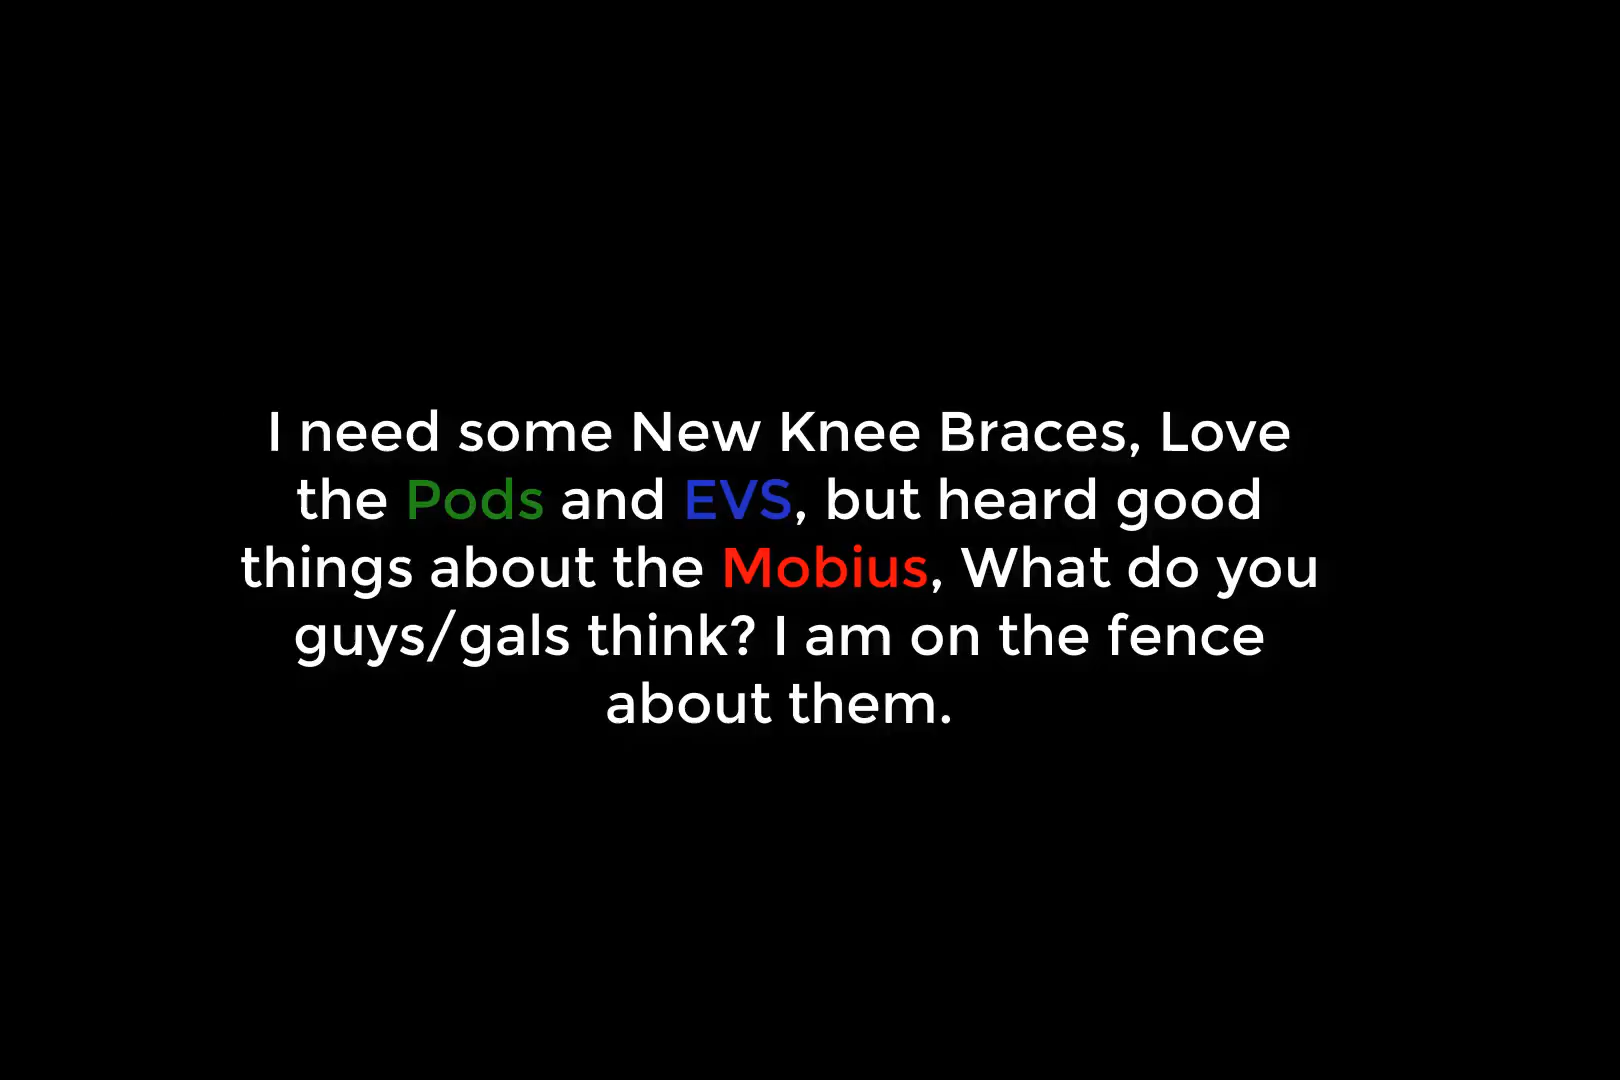 I need some New Knee Braces, Love
the Pods and EVS, but heard good
things about the Mobius, What do you
guys/gals think? I am on the fence
about them.